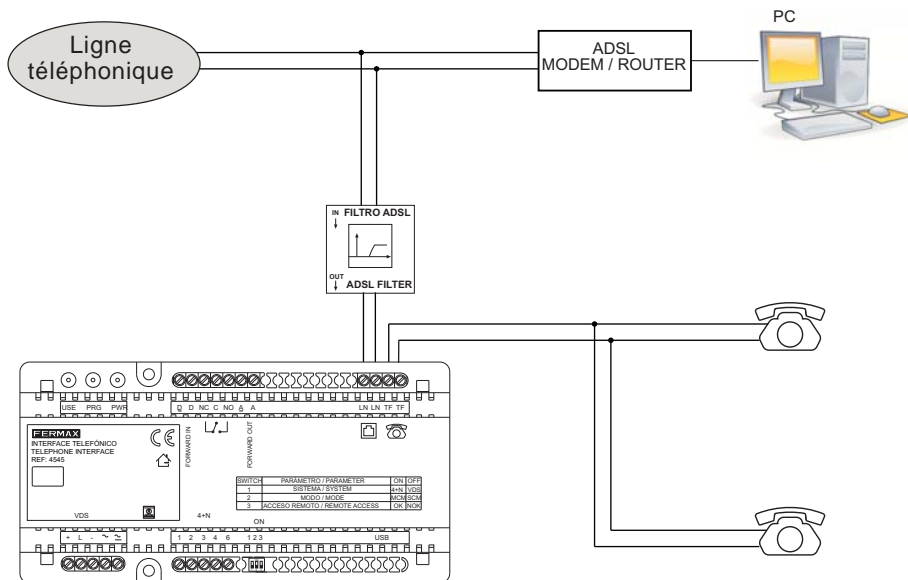 PC
Ligne
téléphonique
ADSL
MODEM / ROUTER
IN FILTRO ADSL
OUT
ADSL FILTER
USE PRG PWR
D D NC C NO A A
LN LN TF TF
FERMAX
INTERFACE TELEFÓNICO
TELEPHONE INTERFACE
REF: 4545
CE
VDS
FORWARD IN
FORWARD OUT
SWITCH PARAMETRO / PARAMETER ON OFF
1 SISTEMA / SYSTEM 4+N VDS
2 MODO / MODE MCM SCM
3 ACCESO REMOTO / REMOTE ACCESS OK NOK
4+N
ON
+ L - ~
1 2 3 4 6 1 2 3 USB